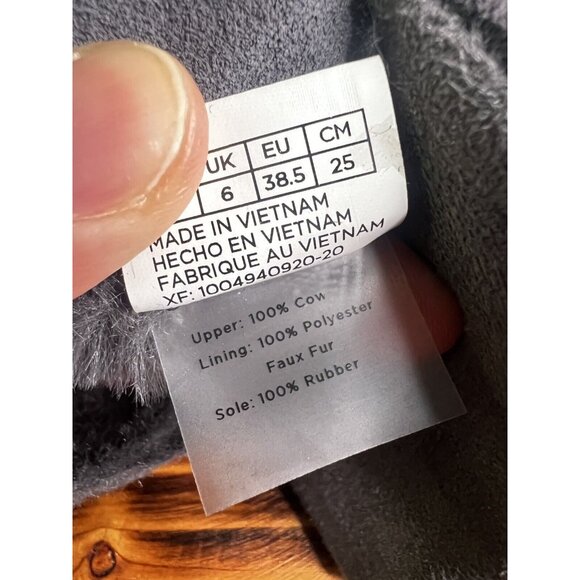 UK EU CM
6 38.5 25
MADE IN VIETNAM
HECHO EN VIETNAM
FABRIQUE AU VIETNAM
XF: 1004940920-20
Upper: 100% Cow
Lining: 100% Polyester
Faux Fur
Sole: 100% Rubber